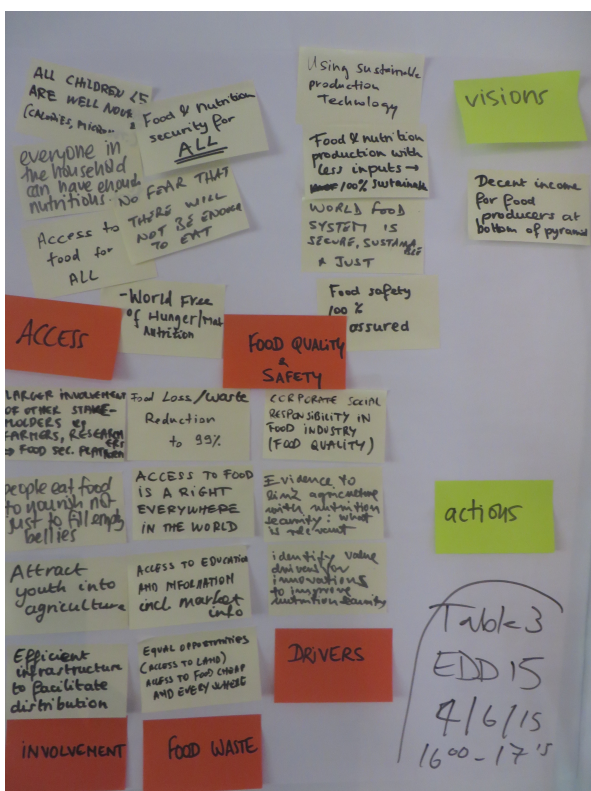 ALL CHILDREN <5
ARE WELL
(CALORIES,
Food & nutrition
security for
ALL
everyone in
the household
can have enough
nutritions.
NO FEAR THAT
THERE WILL
NOT BE ENOUGH
TO EAT
Access to
food for
ALL
-World Free
of Hunger/Mal
Nutrition
ACCESS
Using sustainable
production
Technology
Food & nutrition
production with
less inputs →
100% sustainable
WORLD FOOD
SYSTEM IS
SECURE, SUSTAINABLE
& JUST
Food safety
100 %
assured
FOOD QUALITY
&
SAFETY
visions
Decent income
for food
producers at
bottom of pyramid
LARGER INVOLVEMENT
OF OTHER STAKE-
HOLDERS eg
FARMERS, RESEARCHERS
→ FOOD SEC. PLATFORM
Food Loss/Waste
Reduction
to 99%
CORPORATE SOCIAL
RESPONSIBILITY IN
FOOD INDUSTRY
(FOOD QUALITY)
people eat food
to nourish not
just to fill empty
bellies
ACCESS TO FOOD
IS A RIGHT
EVERYWHERE
IN THE WORLD
Evidence to
link agriculture
with nutrition
security: what
is relevant
actions
Attract
youth into
agriculture
ACCESS TO EDUCATION
AND INFORMATION
incl market
info
identify value
drivers for
innovations
to improve
nutrition security
Efficient
infrastructure
to facilitate
distribution
EQUAL OPPORTUNITIES
(ACCESS TO LAND)
ACCESS TO FOOD CHEAP
AND EVERYWHERE
DRIVERS
INVOLVEMENT
FOOD WASTE
Table 3
EDD 15
4/6/15
16 00 - 17 15